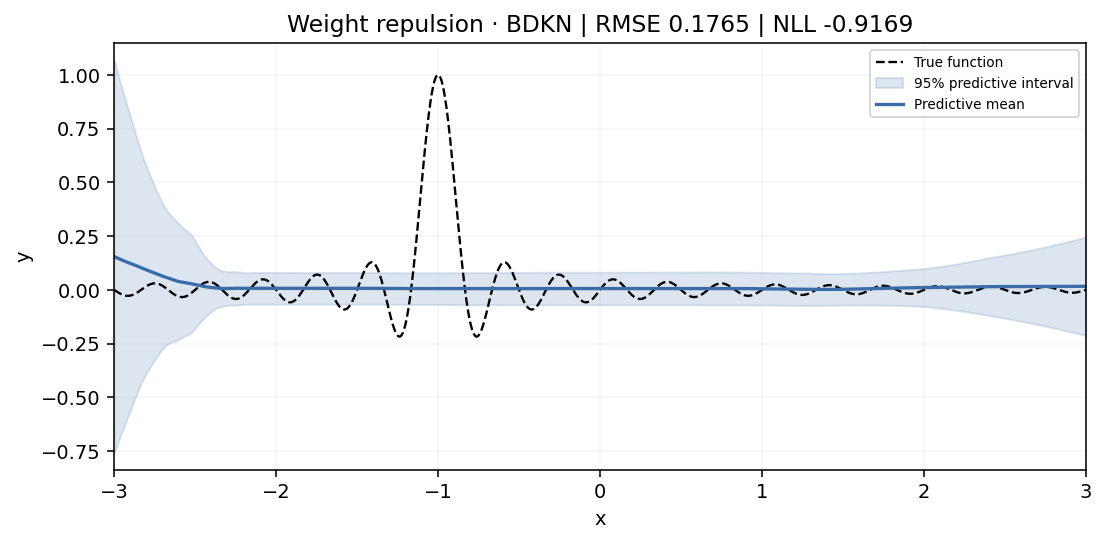 Weight repulsion · BDKN | RMSE 0.1765 | NLL -0.9169
True function
95% predictive interval
Predictive mean
1.00
0.75
0.50
0.25
0.00
−0.25
−0.50
−0.75
y
−3 −2 −1 0 1 2 3
x